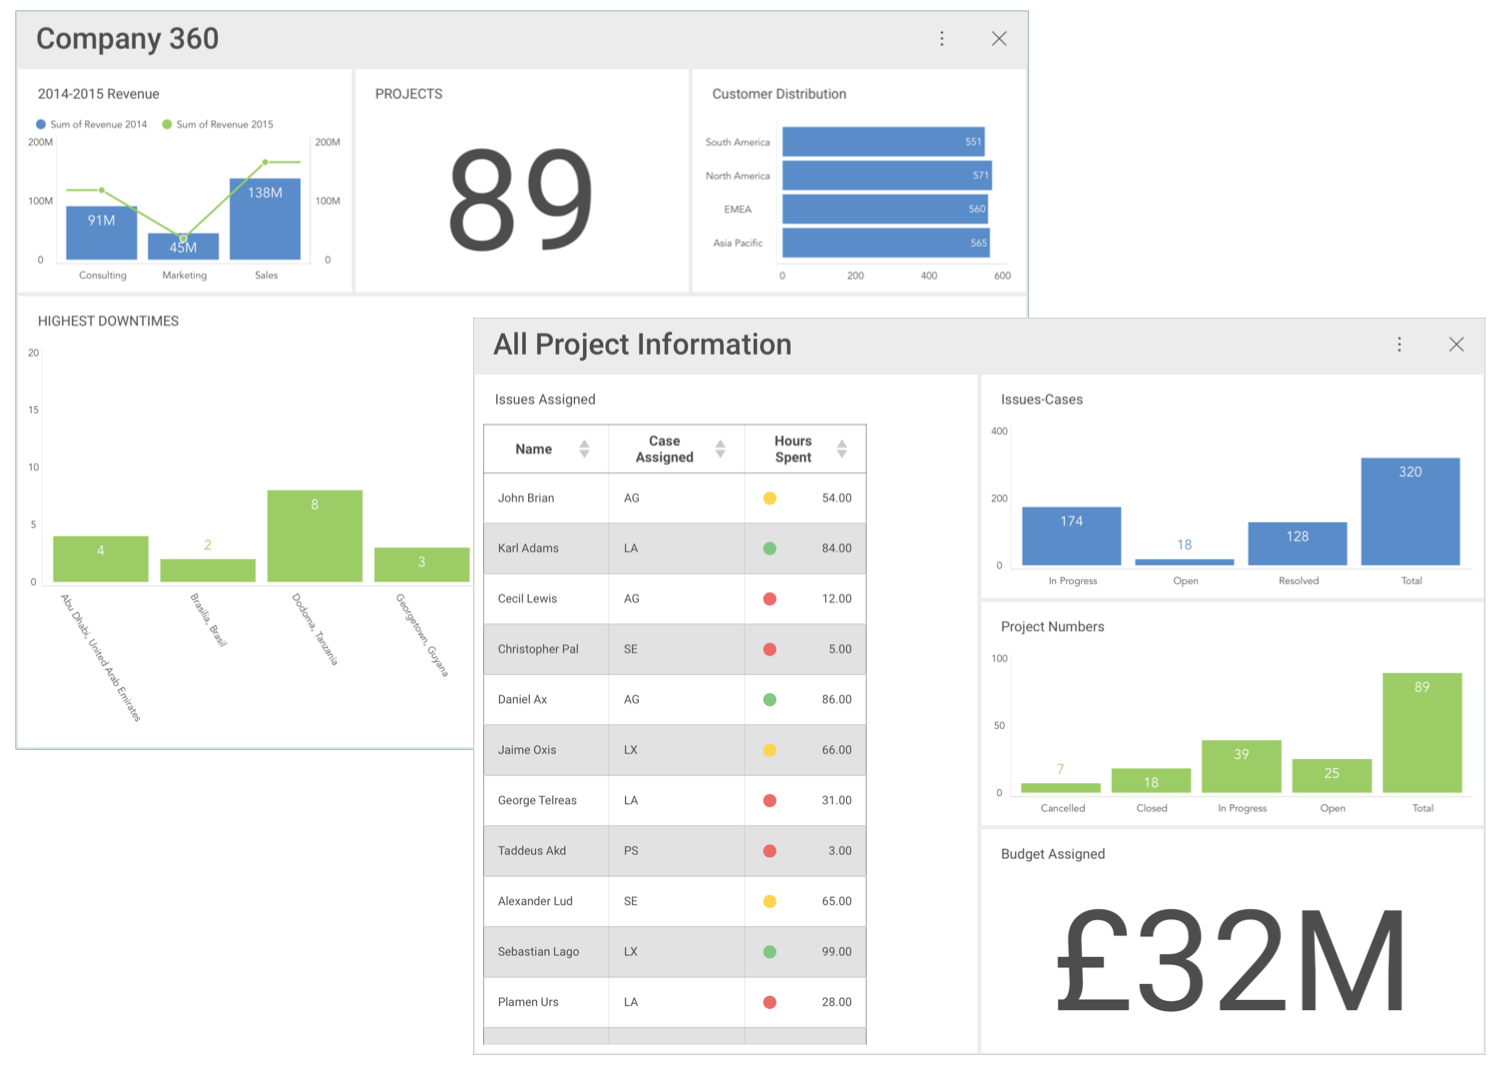 Company 360
2014-2015 Revenue
Sum of Revenue 2014 Sum of Revenue 2015
200M 200M
138M
100M 100M
91M
45M
0 0
Consulting Marketing Sales
PROJECTS
89
Customer Distribution
South America 551
North America 571
EMEA 560
Asia Pacific 565
0 200 400 600
HIGHEST DOWNTIMES
20
15
10
5
0
4 2 8 3
Abu Dhabi, United Arab Emirates
Brasilia, Brasil
Dodoma, Tanzania
Georgetown, Guyana
All Project Information
Issues Assigned
Name Case Assigned Hours Spent
John Brian AG 54.00
Karl Adams LA 84.00
Cecil Lewis AG 12.00
Christopher Pal SE 5.00
Daniel Ax AG 86.00
Jaime Oxis LX 66.00
George Telreas LA 31.00
Taddeus Akd PS 3.00
Alexander Lud SE 65.00
Sebastian Lago LX 99.00
Plamen Urs LA 28.00
Issues-Cases
400
200
0
174 18 128 320
In Progress Open Resolved Total
Project Numbers
100
50
0
7 18 39 25 89
Cancelled Closed In Progress Open Total
Budget Assigned
£32M